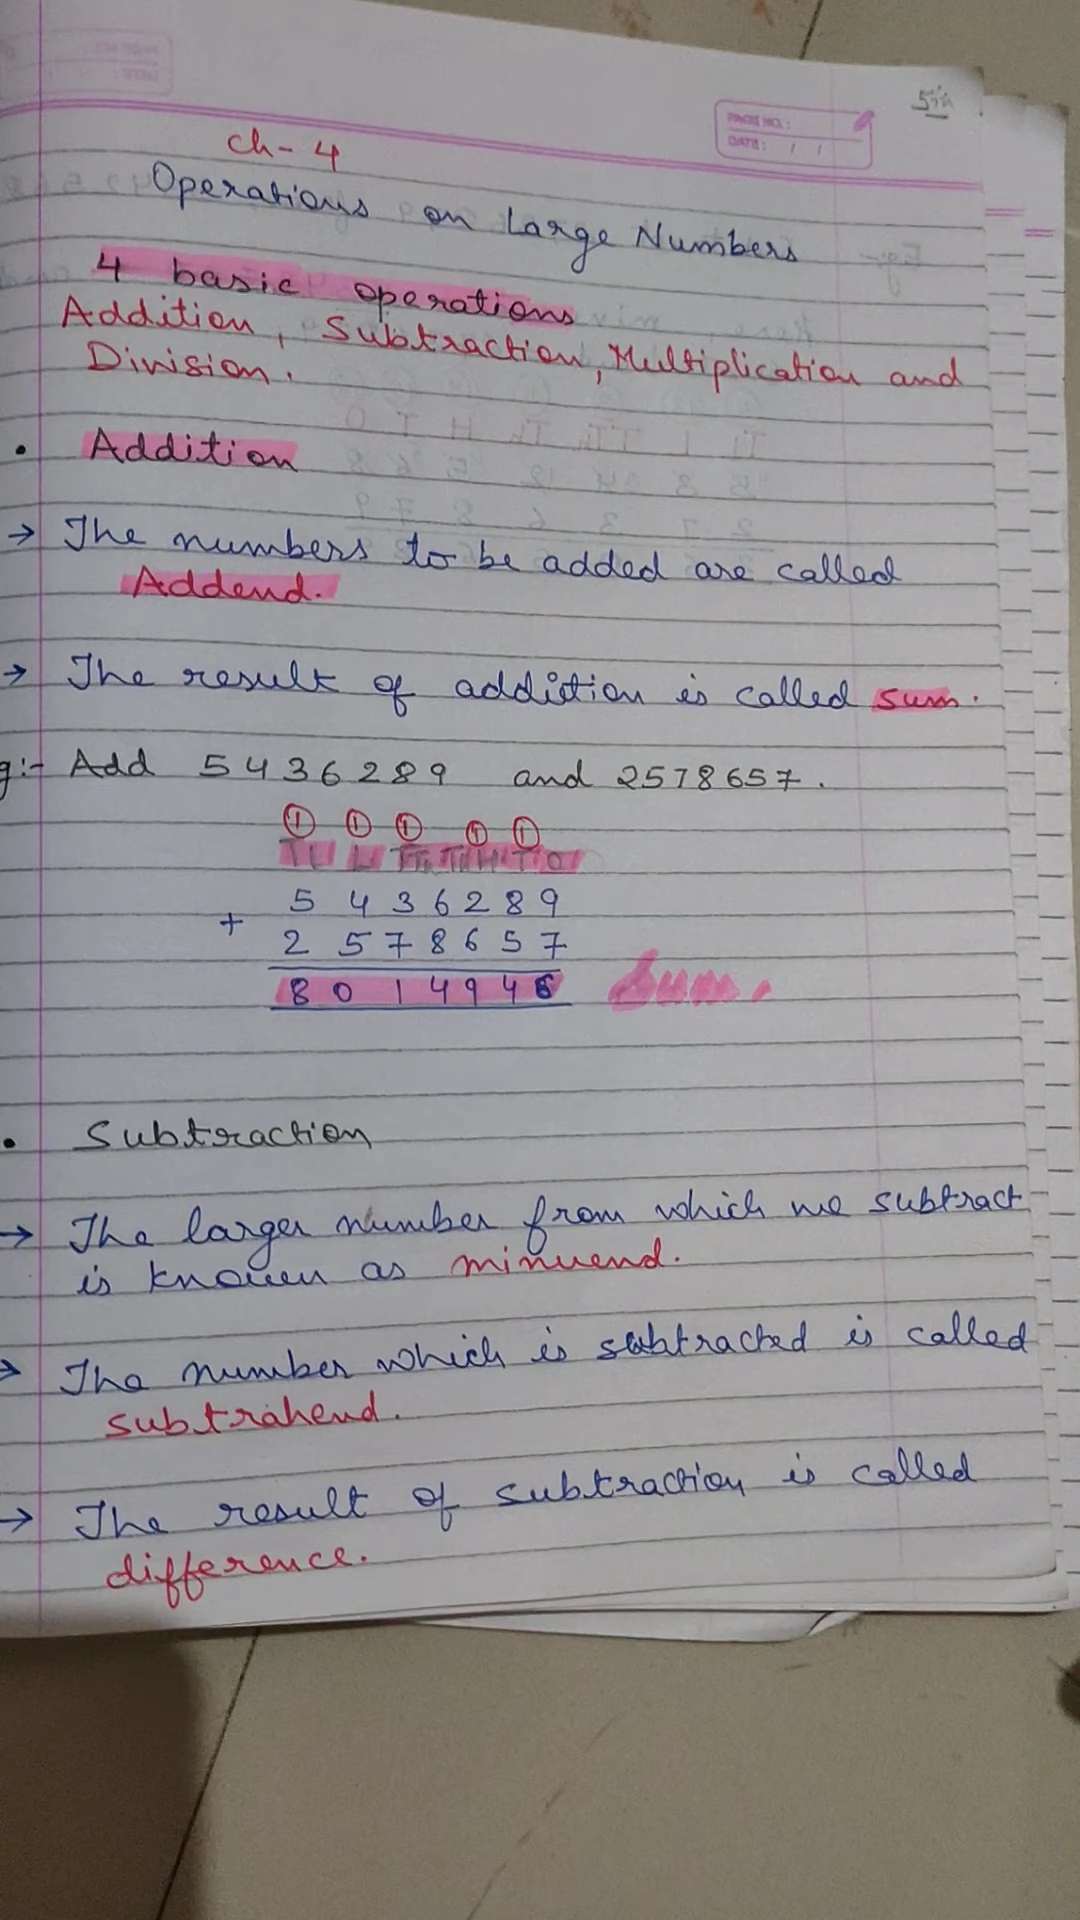 5th
PAGE NO.:
DATE: / /
Ch-4
Operations on Large Numbers
4 basic operations
Addition, Subtraction, Multiplication and
Division.
• Addition
→ The numbers to be added are called
Addend.
→ The result of addition is called sum.
g:- Add 5436289 and 2578657.
1 1 1 1 1
TL L TTh Th H T O
5 4 3 6 2 8 9
+
2 5 7 8 6 5 7
8 0 1 4 9 4 6 Sum.
• Subtraction
→ The larger number from which we subtract
is known as minuend.
→ The number which is subtracted is called
subtrahend.
→ The result of subtraction is called
difference.